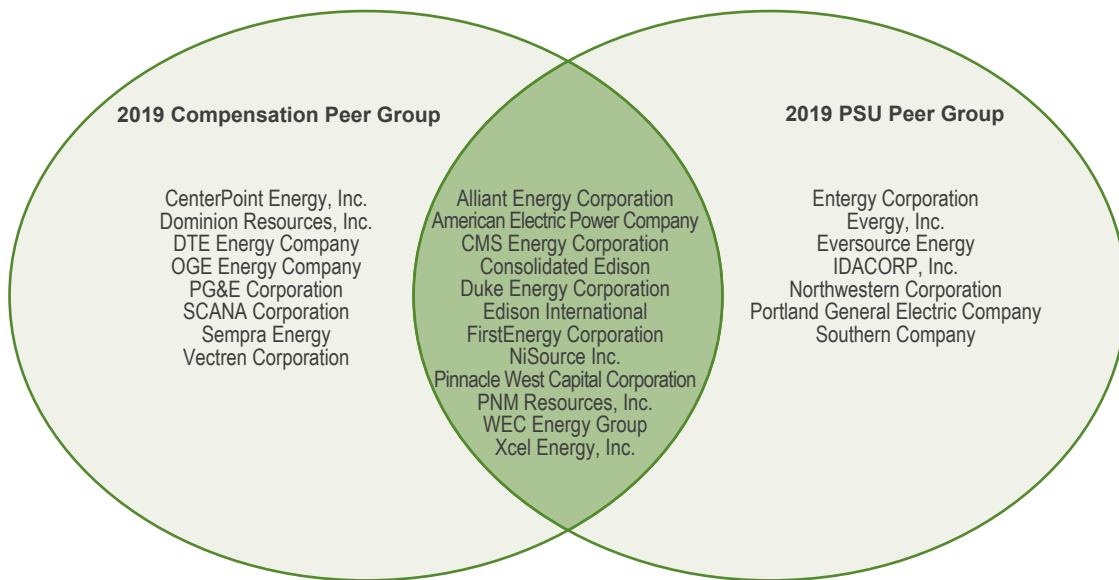 2019 Compensation Peer Group
CenterPoint Energy, Inc.
Dominion Resources, Inc.
DTE Energy Company
OGE Energy Company
PG&E Corporation
SCANA Corporation
Sempra Energy
Vectren Corporation
Alliant Energy Corporation
American Electric Power Company
CMS Energy Corporation
Consolidated Edison
Duke Energy Corporation
Edison International
FirstEnergy Corporation
NiSource Inc.
Pinnacle West Capital Corporation
PNM Resources, Inc.
WEC Energy Group
Xcel Energy, Inc.
2019 PSU Peer Group
Entergy Corporation
Evergy, Inc.
Eversource Energy
IDACORP, Inc.
Northwestern Corporation
Portland General Electric Company
Southern Company